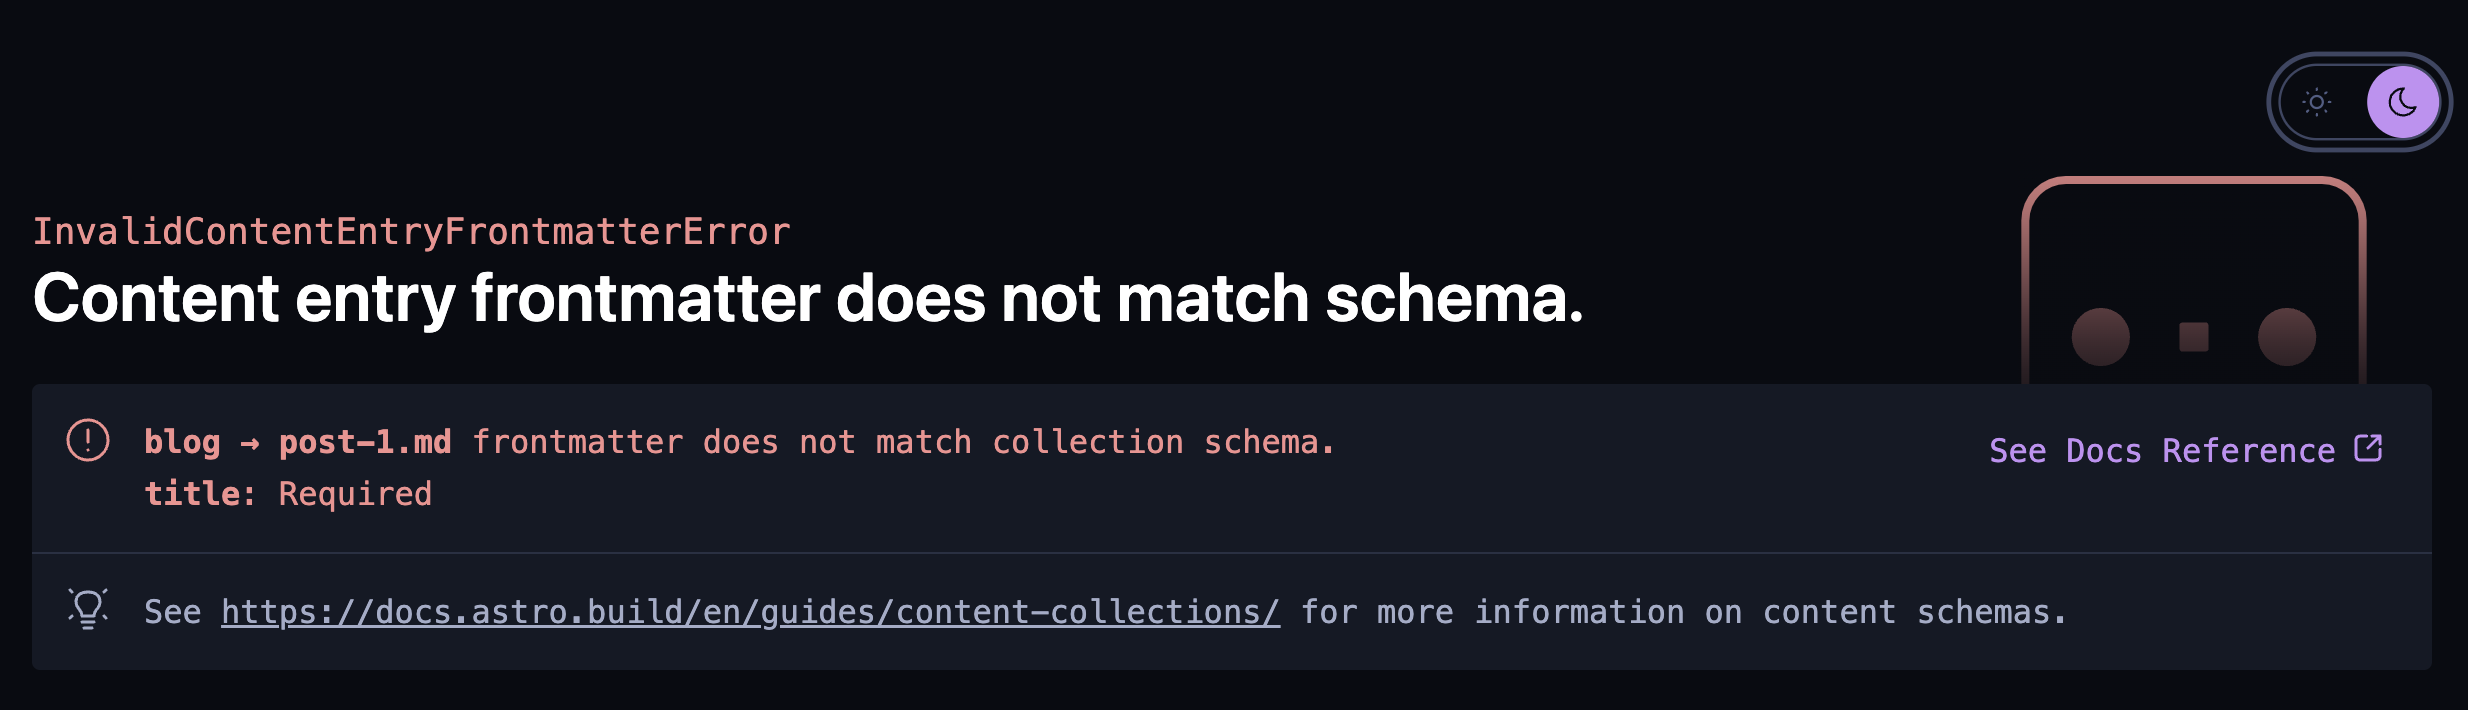 InvalidContentEntryFrontmatterError
Content entry frontmatter does not match schema.
blog → post-1.md frontmatter does not match collection schema.
title: Required
See Docs Reference
See https://docs.astro.build/en/guides/content-collections/ for more information on content schemas.